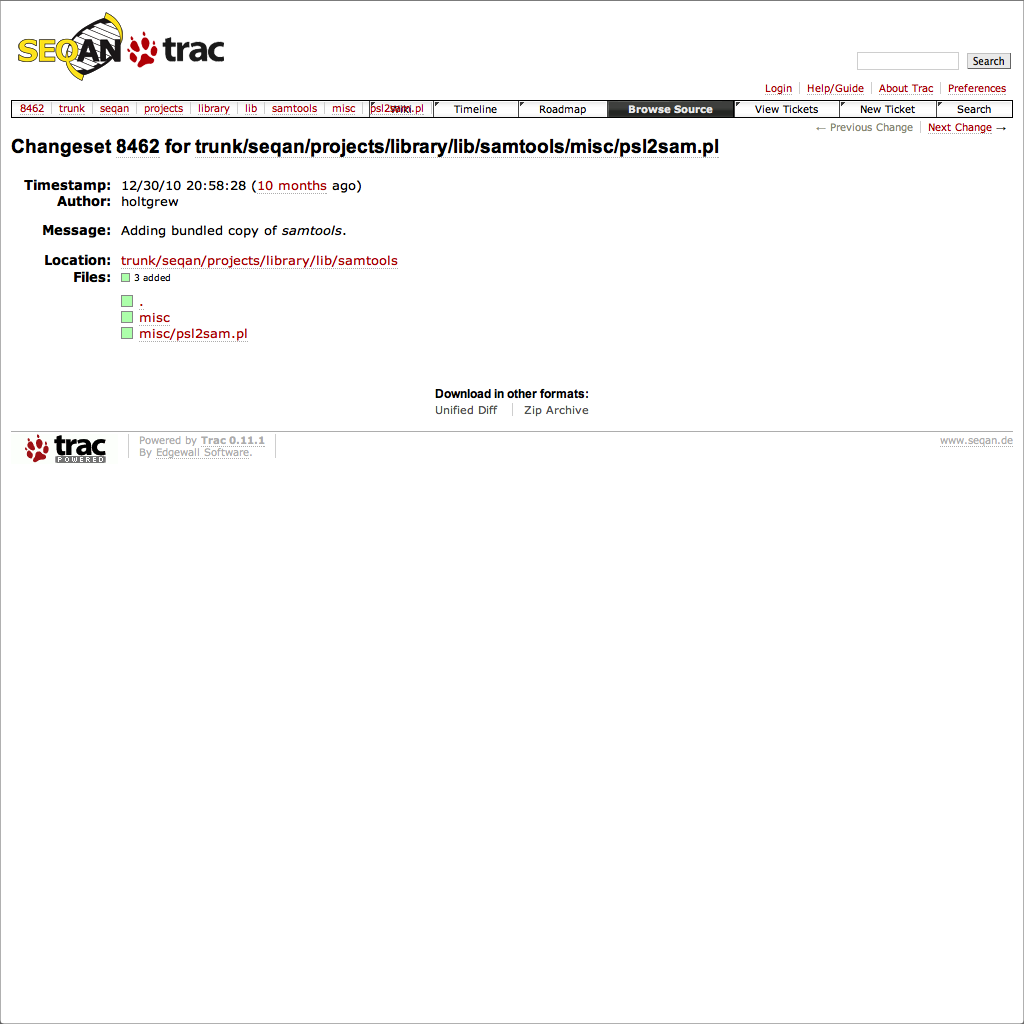 SEQAN trac
Search
Login Help/Guide About Trac Preferences
8462 trunk seqan projects library lib samtools misc psl2sam.pl Wiki Timeline Roadmap Browse Source View Tickets New Ticket Search
← Previous Change Next Change →
Changeset 8462 for trunk/seqan/projects/library/lib/samtools/misc/psl2sam.pl
Timestamp: 12/30/10 20:58:28 (10 months ago)
Author: holtgrew
Message: Adding bundled copy of samtools.
Location: trunk/seqan/projects/library/lib/samtools
Files: 3 added
.
misc
misc/psl2sam.pl
Download in other formats:
Unified Diff Zip Archive
trac POWERED
Powered by Trac 0.11.1
By Edgewall Software.
www.seqan.de